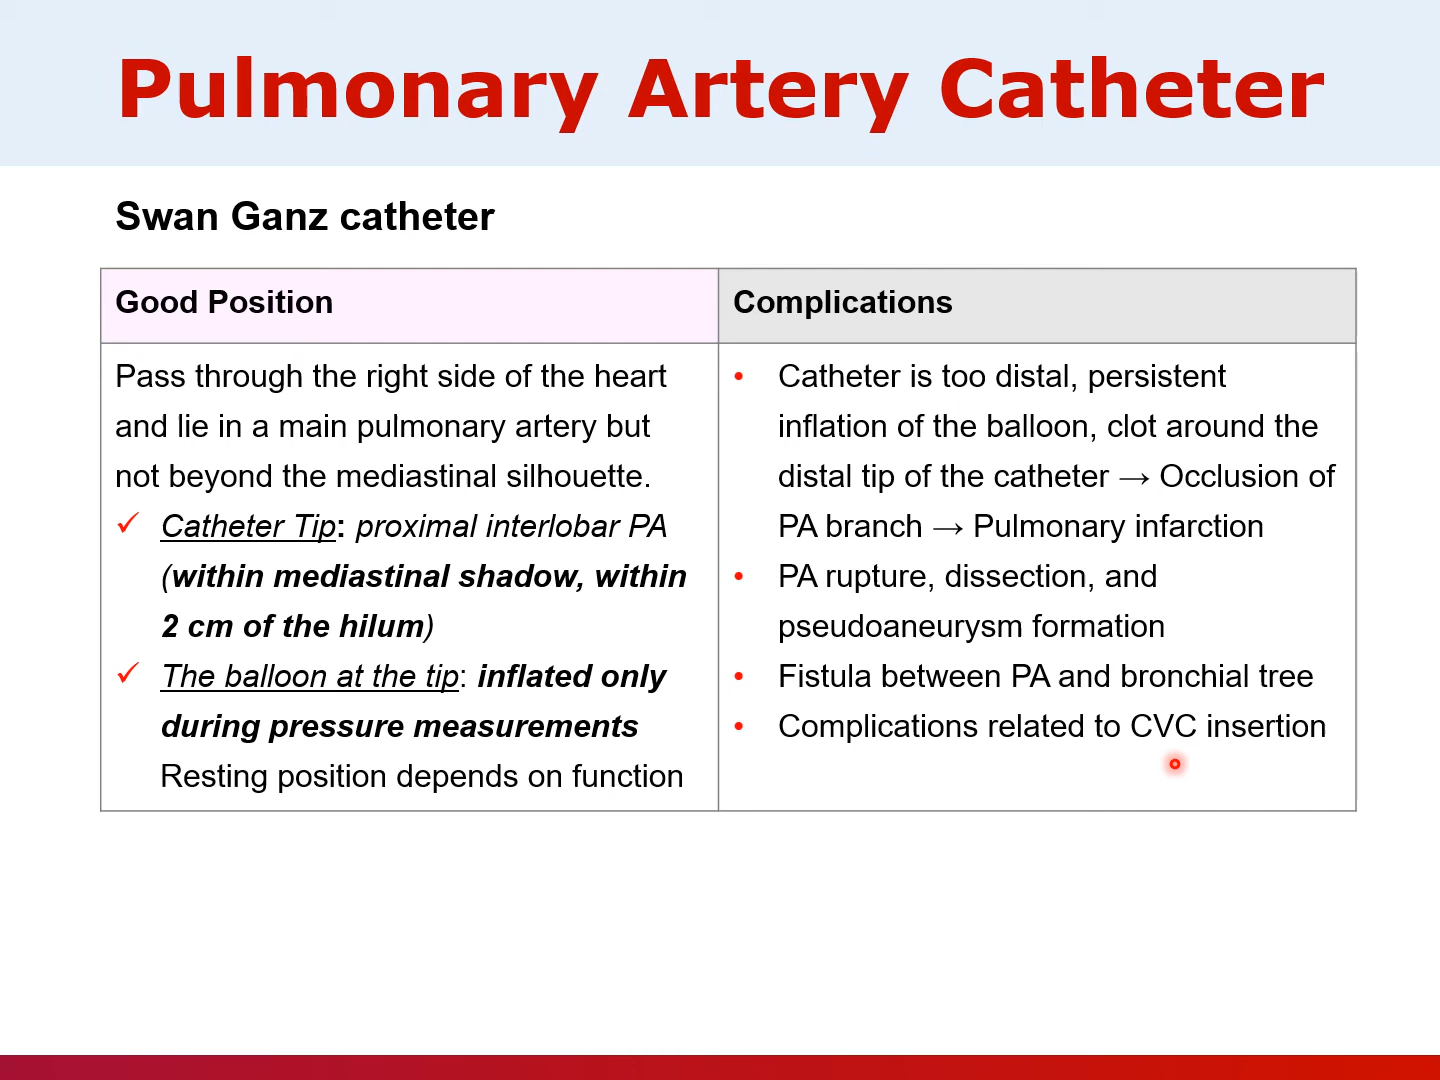 Pulmonary Artery Catheter
Swan Ganz catheter
Good Position
Pass through the right side of the heart
and lie in a main pulmonary artery but
not beyond the mediastinal silhouette.
✓ Catheter Tip: proximal interlobar PA
(within mediastinal shadow, within
2 cm of the hilum)
✓ The balloon at the tip: inflated only
during pressure measurements
Resting position depends on function
Complications
• Catheter is too distal, persistent
inflation of the balloon, clot around the
distal tip of the catheter → Occlusion of
PA branch → Pulmonary infarction
• PA rupture, dissection, and
pseudoaneurysm formation
• Fistula between PA and bronchial tree
• Complications related to CVC insertion